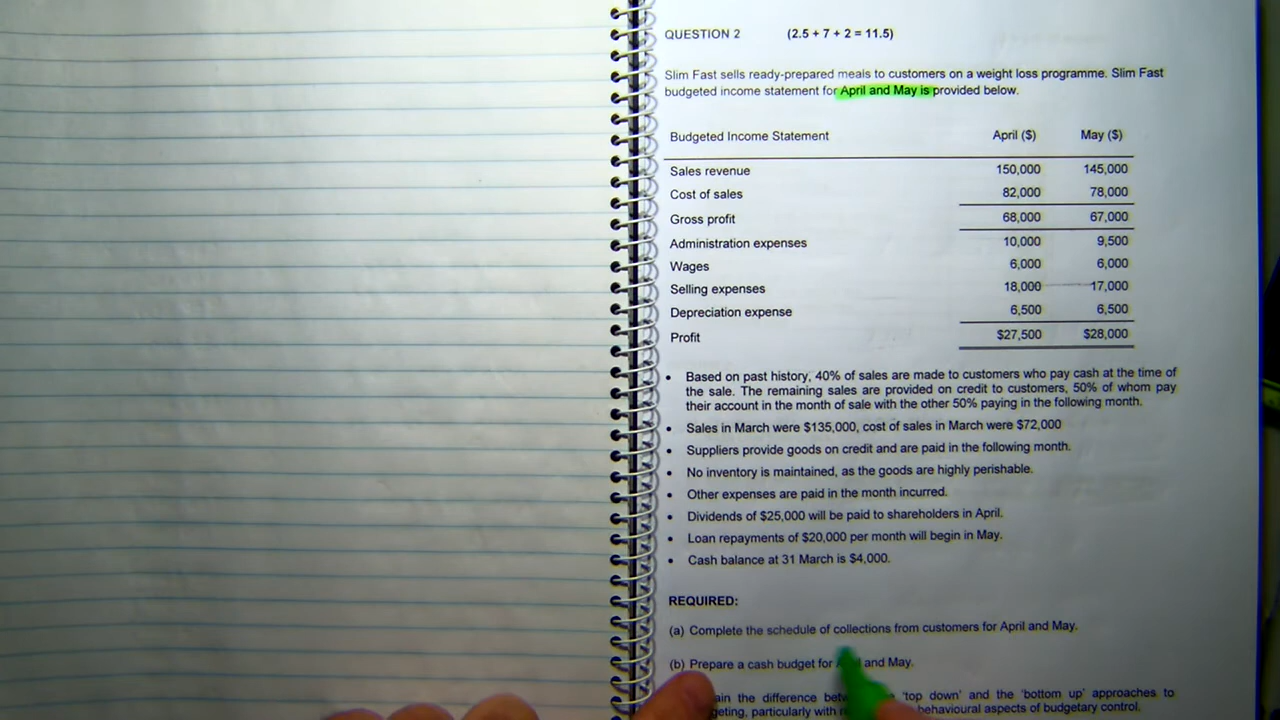 QUESTION 2 (2.5 + 7 + 2 = 11.5)
Slim Fast sells ready-prepared meals to customers on a weight loss programme. Slim Fast
budgeted income statement for April and May is provided below.
Budgeted Income Statement April ($) May ($)
Sales revenue 150,000 145,000
Cost of sales 82,000 78,000
Gross profit 68,000 67,000
Administration expenses 10,000 9,500
Wages 6,000 6,000
Selling expenses 18,000 17,000
Depreciation expense 6,500 6,500
Profit $27,500 $28,000
• Based on past history, 40% of sales are made to customers who pay cash at the time of
the sale. The remaining sales are provided on credit to customers, 50% of whom pay
their account in the month of sale with the other 50% paying in the following month.
• Sales in March were $135,000, cost of sales in March were $72,000
• Suppliers provide goods on credit and are paid in the following month.
• No inventory is maintained, as the goods are highly perishable.
• Other expenses are paid in the month incurred.
• Dividends of $25,000 will be paid to shareholders in April.
• Loan repayments of $20,000 per month will begin in May.
• Cash balance at 31 March is $4,000.
REQUIRED:
(a) Complete the schedule of collections from customers for April and May.
(b) Prepare a cash budget for and May.
the difference 'top down' and the 'bottom up' approaches to
particularly with behavioural aspects of budgetary control.